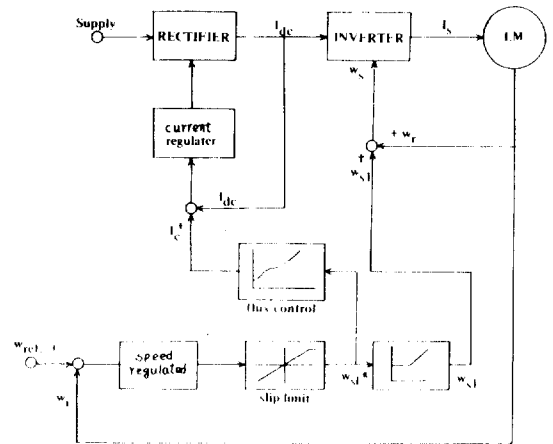 Supply
RECTIFIER
I_dc
INVERTER
I_s
I.M
w_s
current
regulater
+ w_r
+
w_sl
I_dc
I_c*
flux control
w_ref. +
speed
regulated
slip limit
w_sl*
w_sl
w_r